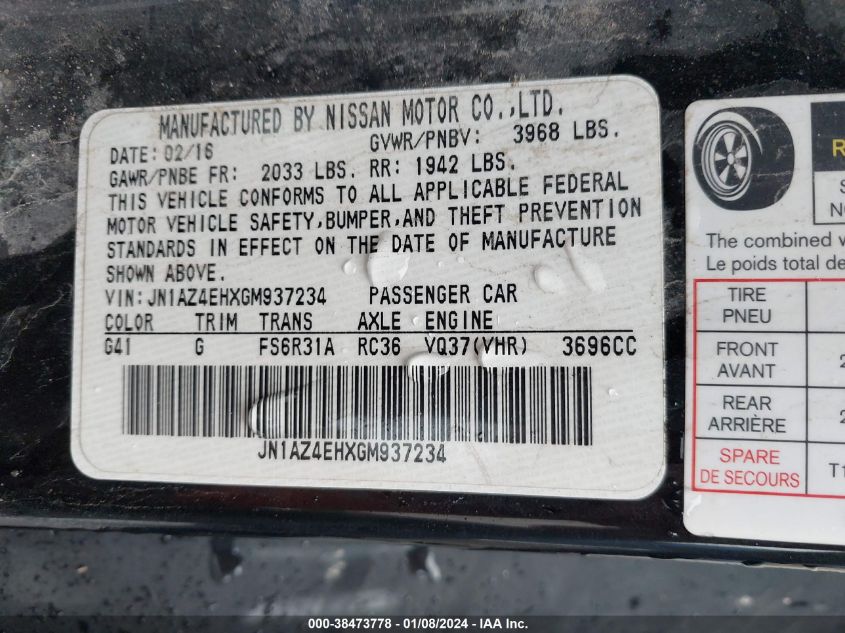 MANUFACTURED BY NISSAN MOTOR CO.,LTD.
DATE: 02/16 GVWR/PNBV: 3968 LBS.
GAWR/PNBE FR: 2033 LBS. RR: 1942 LBS.
THIS VEHICLE CONFORMS TO ALL APPLICABLE FEDERAL
MOTOR VEHICLE SAFETY,BUMPER,AND THEFT PREVENTION
STANDARDS IN EFFECT ON THE DATE OF MANUFACTURE
SHOWN ABOVE.
VIN:JN1AZ4EHXGM937234 PASSENGER CAR
COLOR TRIM TRANS AXLE ENGINE
G41 G FS6R31A RC36 VQ37(VHR) 3696CC
JN1AZ4EHXGM937234
The combined
Le poids total de
TIRE
PNEU
FRONT
AVANT
REAR
ARRIÈRE
SPARE
DE SECOURS
000-38473778 - 01/08/2024 - IAA Inc.